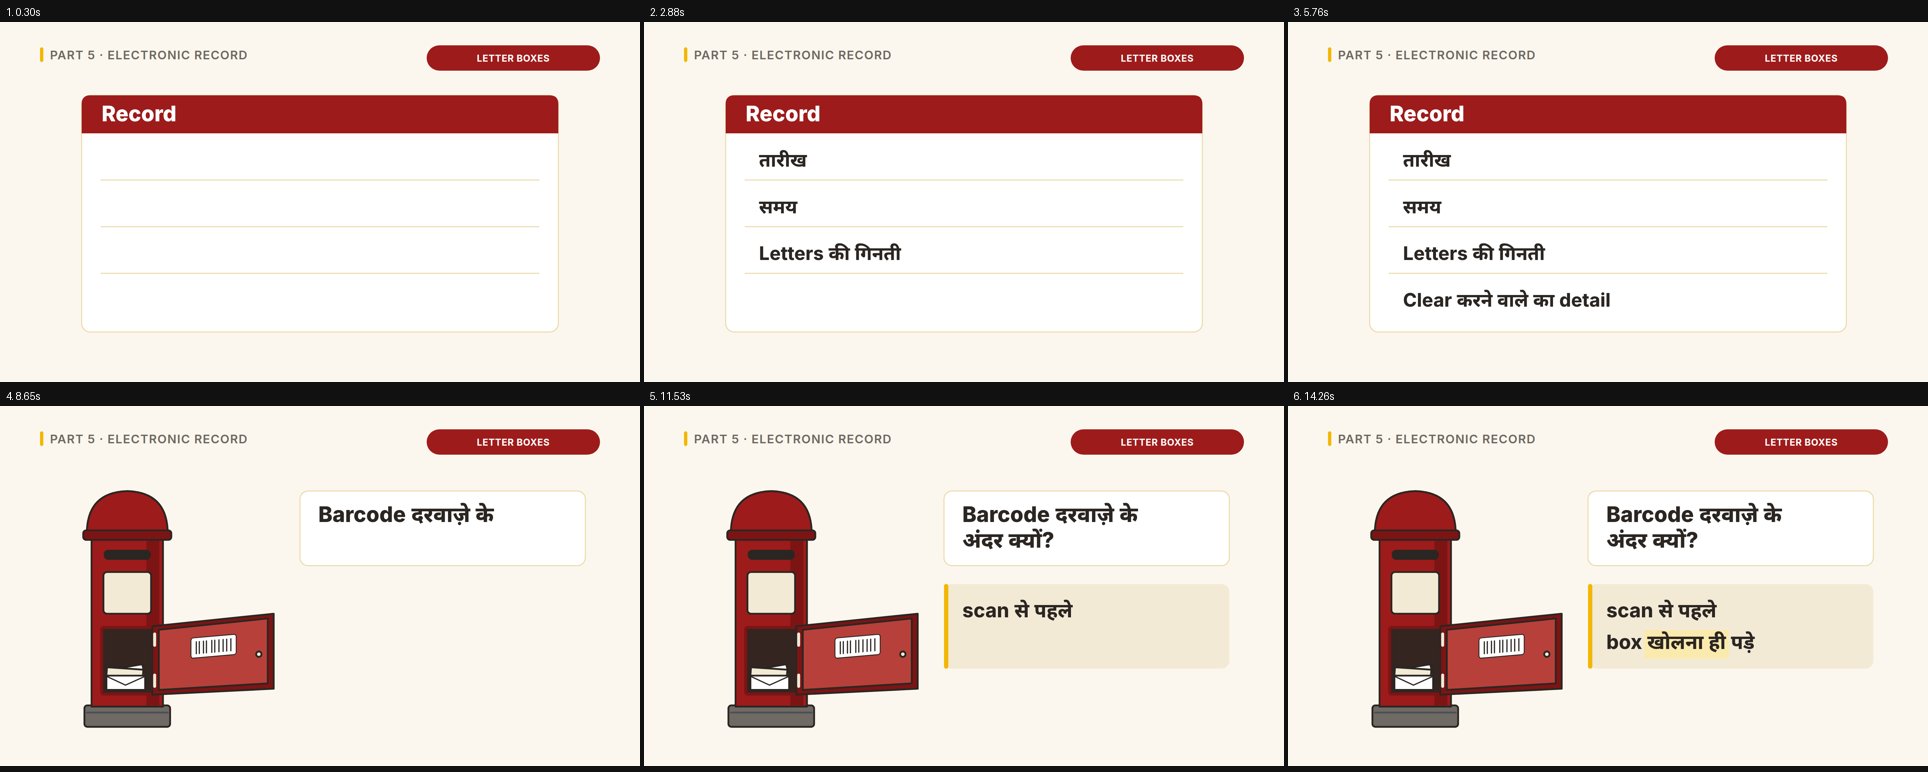 1. 0.30s
PART 5 · ELECTRONIC RECORD
LETTER BOXES
Record
2. 2.88s
PART 5 · ELECTRONIC RECORD
LETTER BOXES
Record
तारीख
समय
Letters की गिनती
3. 5.76s
PART 5 · ELECTRONIC RECORD
LETTER BOXES
Record
तारीख
समय
Letters की गिनती
Clear करने वाले का detail
4. 8.65s
PART 5 · ELECTRONIC RECORD
LETTER BOXES
Barcode दरवाज़े के
5. 11.53s
PART 5 · ELECTRONIC RECORD
LETTER BOXES
Barcode दरवाज़े के
अंदर क्यों?
scan से पहले
6. 14.26s
PART 5 · ELECTRONIC RECORD
LETTER BOXES
Barcode दरवाज़े के
अंदर क्यों?
scan से पहले
box खोलना ही पड़े